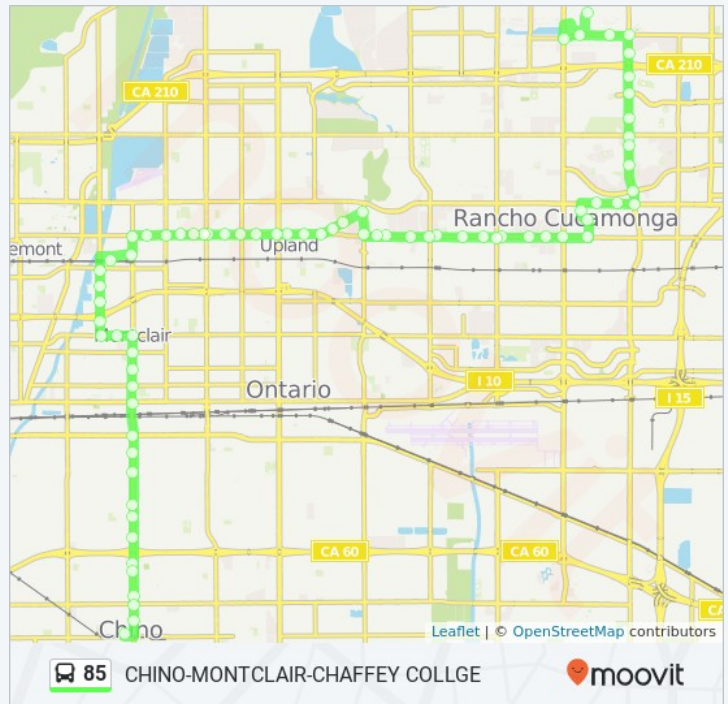 CA 210
CA 210
Rancho Cucamonga
emont
Upland
clair
I 10
Ontario
I 15
CA 60
CA 60
CA
Chino
Leaflet | © OpenStreetMap contributors
85 CHINO-MONTCLAIR-CHAFFEY COLLGE
moovit